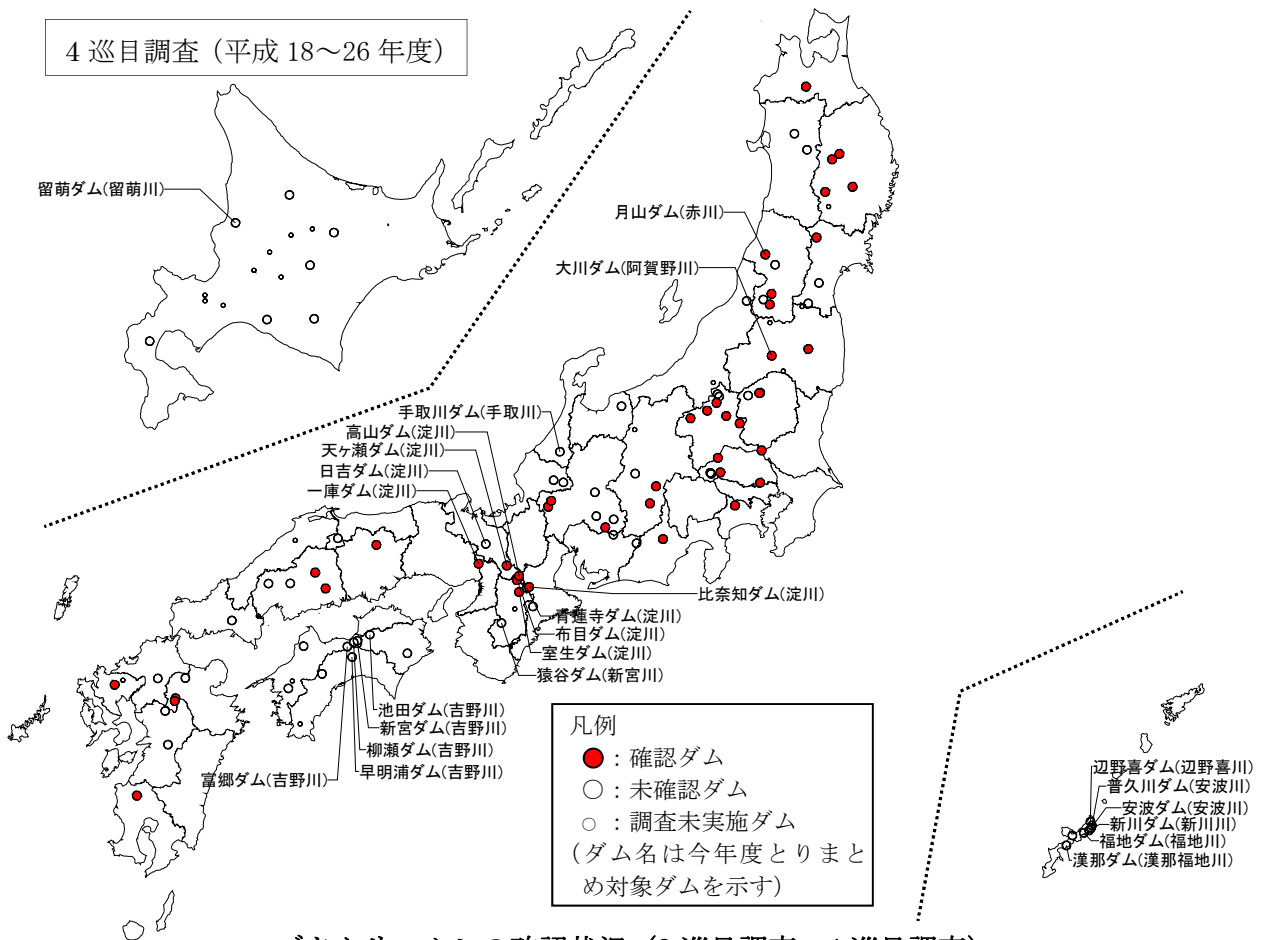 4 巡目調査（平成 18～26 年度）
留萌ダム(留萌川)
月山ダム(赤川)
大川ダム(阿賀野川)
手取川ダム(手取川)
高山ダム(淀川)
天ヶ瀬ダム(淀川)
日吉ダム(淀川)
一庫ダム(淀川)
比奈知ダム(淀川)
青蓮寺ダム(淀川)
布目ダム(淀川)
室生ダム(淀川)
猿谷ダム(新宮川)
池田ダム(吉野川)
新宮ダム(吉野川)
柳瀬ダム(吉野川)
早明浦ダム(吉野川)
富郷ダム(吉野川)
凡例
：確認ダム
：未確認ダム
：調査未実施ダム
（ダム名は今年度とりまと
め対象ダムを示す）
辺野喜ダム(辺野喜川)
普久川ダム(安波川)
安波ダム(安波川)
新川ダム(新川川)
福地ダム(福地川)
漢那ダム(漢那福地川)